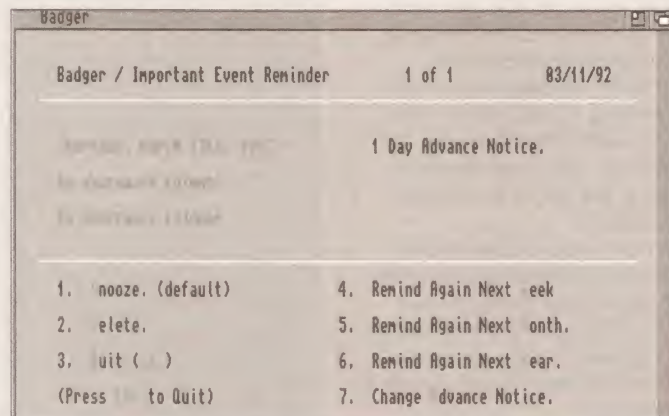 Badger
Badger / Important Event Reminder 1 of 1 03/11/92
1 Day Advance Notice.
1. nooze. (default) 4. Remind Again Next eek
2. elete. 5. Remind Again Next onth.
3. uit ( ) 6. Remind Again Next ear.
(Press to Quit) 7. Change dvance Notice.